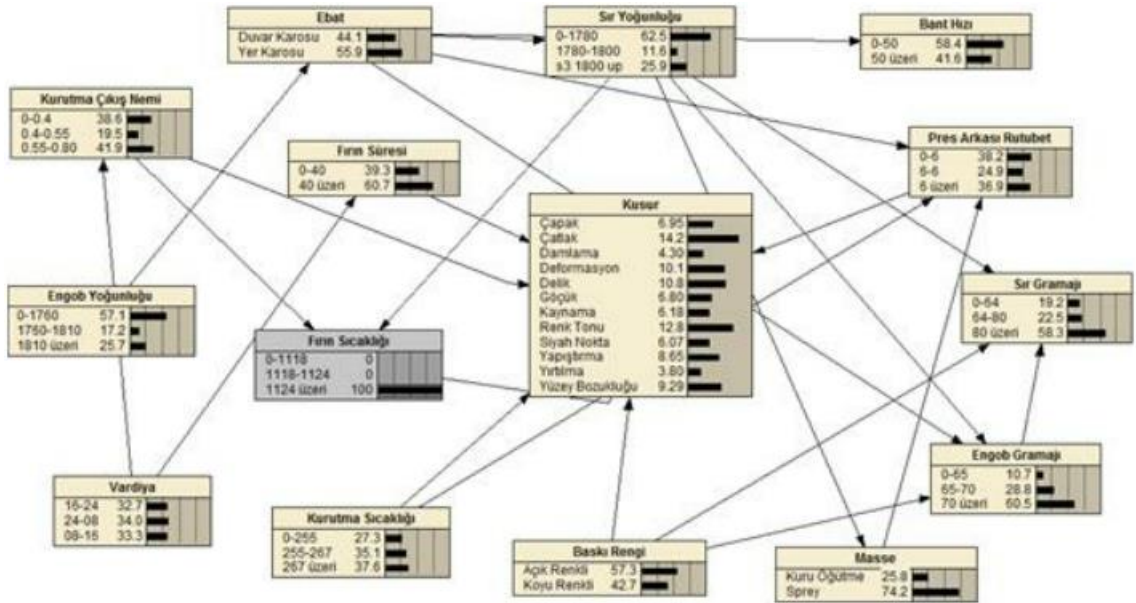 Ebat
Duvar Karosu 44.1
Yer Karosu 55.9
Sır Yoğunluğu
0-1780 62.5
1780-1800 11.6
s3 1800 up 25.9
Bant Hızı
0-50 58.4
50 üzeri 41.6
Kurutma Çıkış Nemi
0-0.4 38.6
0.4-0.55 19.5
0.55-0.80 41.9
Fırın Süresi
0-40 39.3
40 üzeri 60.7
Pres Arkası Rutubet
0-6 38.2
6-6 24.9
6 üzeri 36.9
Kusur
Çapak 6.95
Çatlak 14.2
Damlama 4.30
Deformasyon 10.1
Delik 10.8
Göçük 6.80
Kaynama 6.18
Renk Tonu 12.8
Siyah Nokta 6.07
Yapıştırma 8.65
Yırtılma 3.80
Yüzey Bozukluğu 9.29
Engob Yoğunluğu
0-1760 57.1
1760-1810 17.2
1810 üzeri 25.7
Fırın Sıcaklığı
0-1118 0
1118-1124 0
1124 üzeri 100
Sır Gramajı
0-64 19.2
64-80 22.5
80 üzeri 58.3
Engob Gramajı
0-65 10.7
65-70 28.8
70 üzeri 60.5
Vardiya
16-24 32.7
24-08 34.0
08-16 33.3
Kurutma Sıcaklığı
0-255 27.3
255-267 35.1
267 üzeri 37.6
Baskı Rengi
Açık Renkli 57.3
Koyu Renkli 42.7
Masse
Kuru Öğütme 25.8
Sprey 74.2